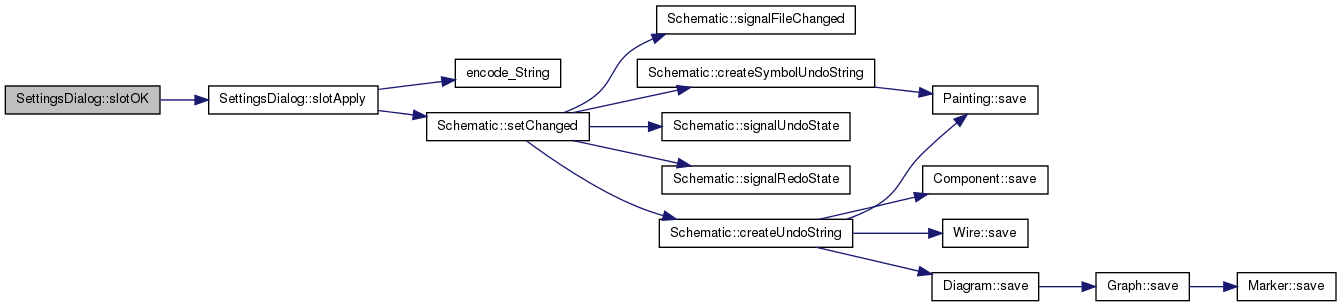 SettingsDialog::slotOK
SettingsDialog::slotApply
encode_String
Schematic::setChanged
Schematic::signalFileChanged
Schematic::createSymbolUndoString
Schematic::signalUndoState
Schematic::signalRedoState
Schematic::createUndoString
Painting::save
Component::save
Wire::save
Diagram::save
Graph::save
Marker::save